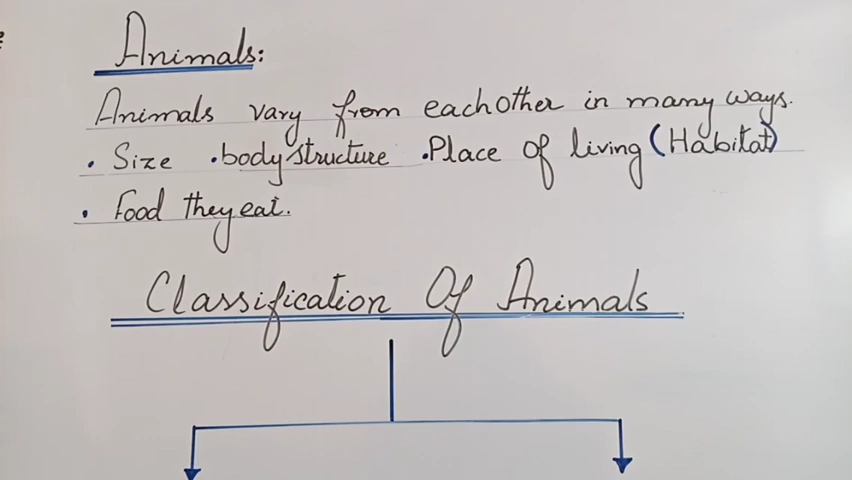 Animals:
Animals vary from eachother in many ways.
. Size .body structure .Place of living (Habitat)
. Food they eat.
Classification Of Animals